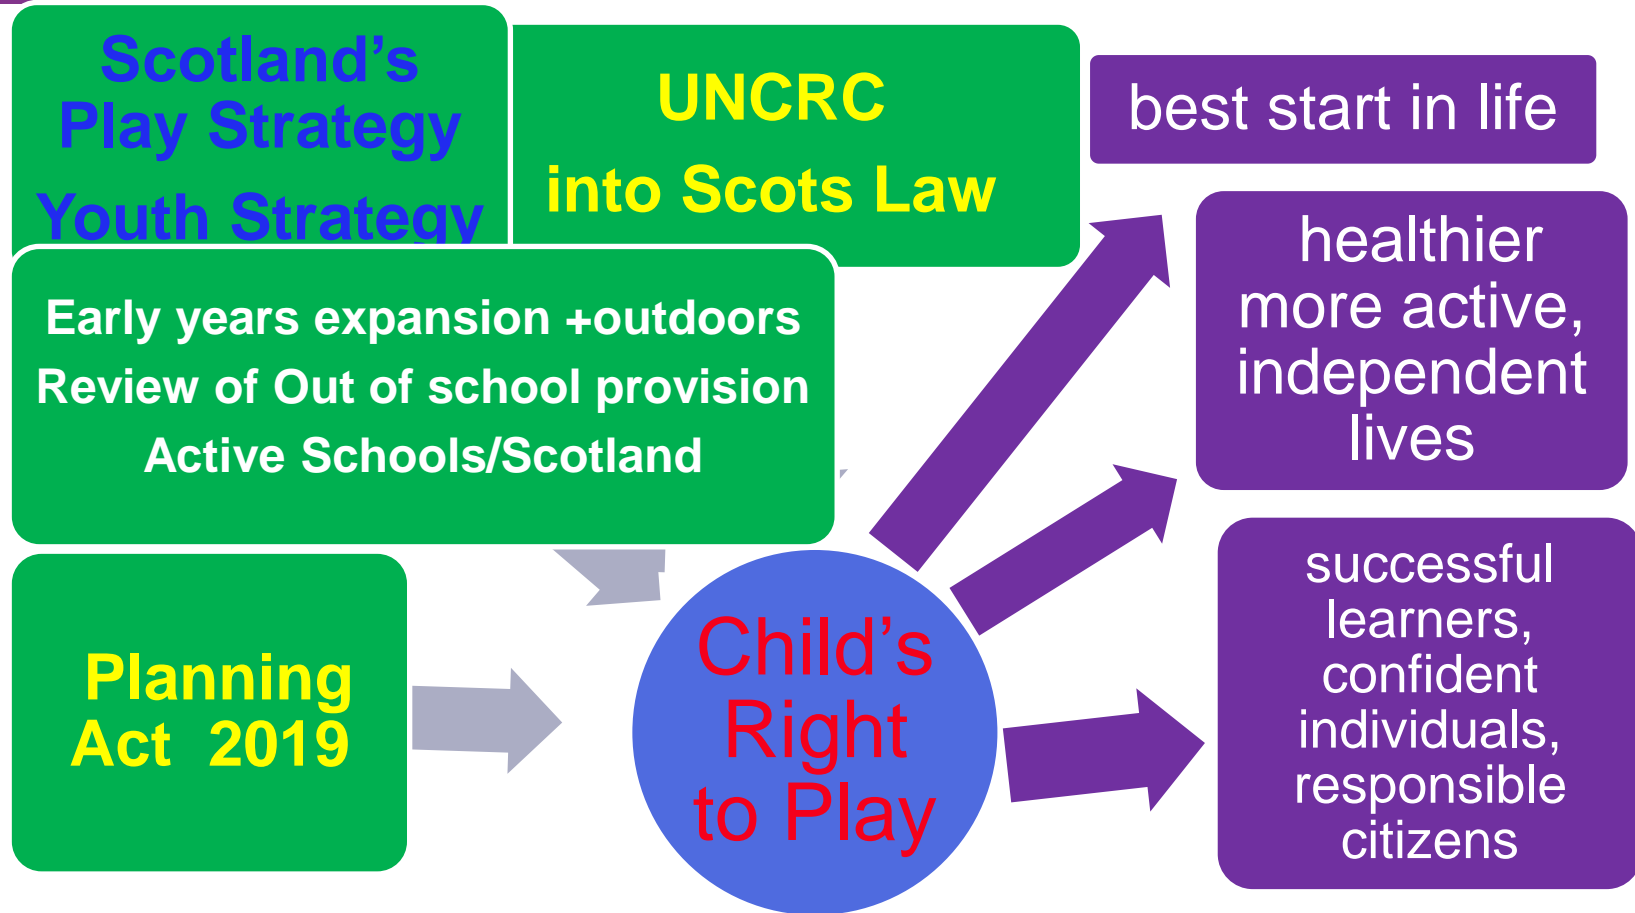 Scotland’s
Play Strategy
Youth Strategy
UNCRC
into Scots Law
best start in life
healthier
more active,
independent
lives
Early years expansion +outdoors
Review of Out of school provision
Active Schools/Scotland
Planning
Act 2019
Child’s
Right
to Play
successful
learners,
confident
individuals,
responsible
citizens